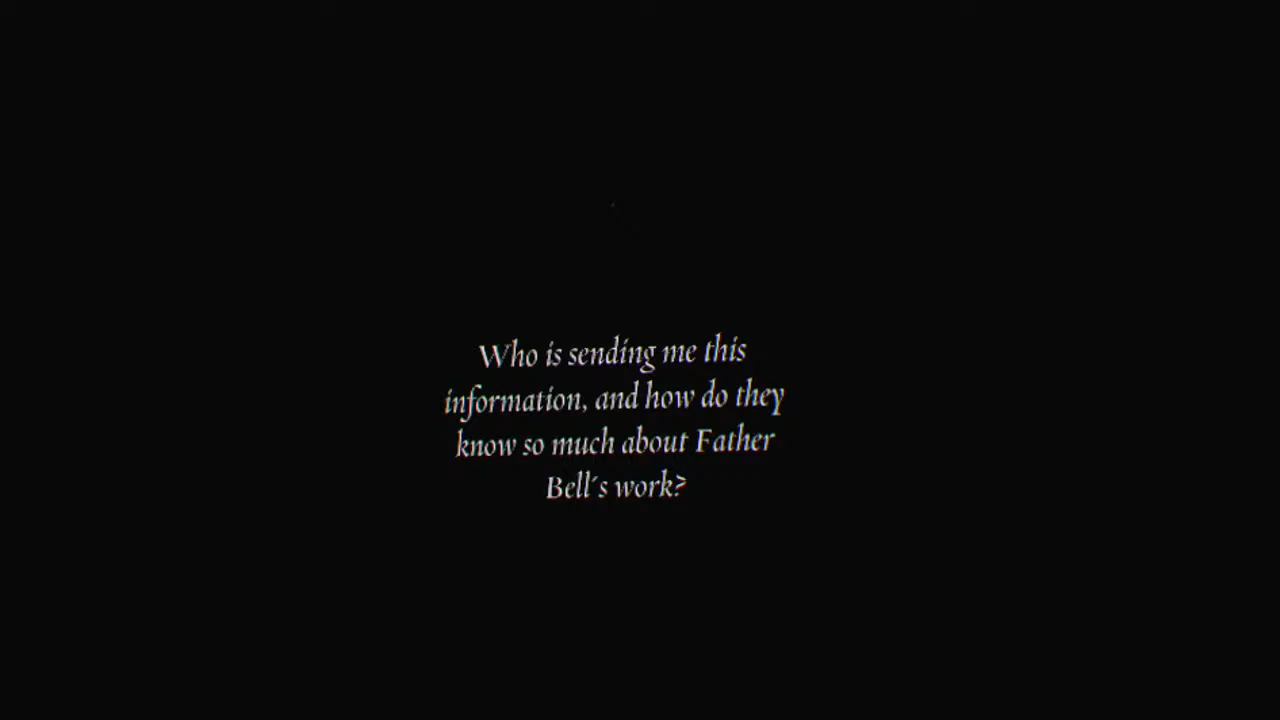 Who is sending me this
information, and how do they
know so much about Father
Bell´s work?